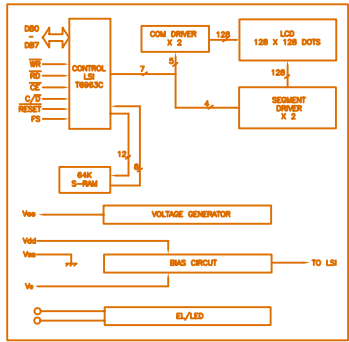 DB0
-
DB7
WR
RD
CE
C/D
RESET
FS
CONTROL
LSI
T6963C
COM DRIVER
X 2
128
LCD
128 X 128 DOTS
7
5
128
4
SEGMENT
DRIVER
X 2
12
8
64K
S-RAM
Vee
VOLTAGE GENERATOR
Vdd
Vss
BIAS CIRCUT
TO LSI
Vo
EL/LED